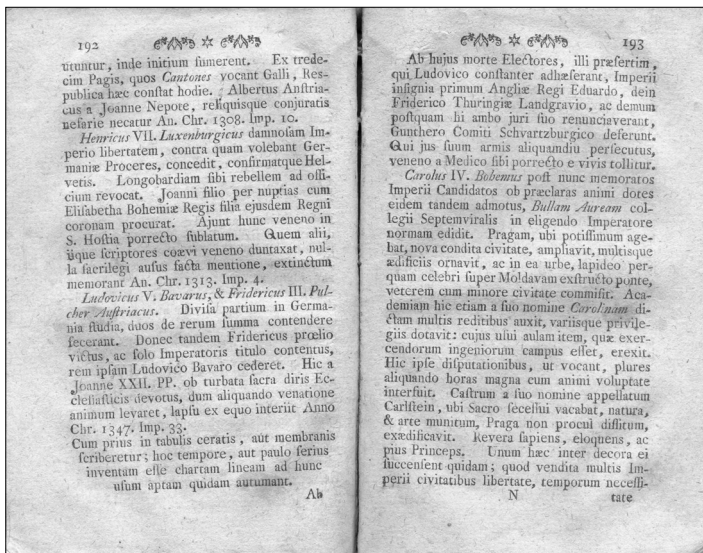 192
utuntur, inde initium sumerent. Ex trede-
cim Pagis, quos Cantones vocant Galli, Res-
publica hæc constat hodie. Albertus Austria-
cus a Joanne Nepote, reliquisque conjuratis
nefarie necatur An. Chr. 1308. Imp. 10.
Henricus VII. Luxenburgicus damnosam Im-
perio libertatem, contra quam volebant Ger-
maniæ Proceres, concedit, confirmatque Hel-
vetis. Longobardiam sibi rebellem ad offi-
cium revocat. Joanni filio per nuptias cum
Elisabetha Bohemiæ Regis filia ejusdem Regni
coronam procurat. Ajunt hunc veneno in
S. Hostia porrecto sublatum. Quem alii,
iique scriptores coævi veneno duntaxat, nul-
la sacrilegi ausus facta mentione, extinctum
memorant An. Chr. 1313. Imp. 4.
Ludovicus V. Bavarus, & Fridericus III. Pul-
cher Austriacus. Divisa partium in Germa-
nia studia, duos de rerum summa contendere
fecerant. Donec tandem Fridericus prœlio
victus, ac solo Imperatoris titulo contentus,
rem ipsam Ludovico Bavaro cederet. Hic a
Joanne XXII. PP. ob turbata sacra diris Ec-
clesiasticis devotus, dum aliquando venatione
animum levaret, lapsu ex equo interiit Anno
Chr. 1347. Imp. 33.
Cum prius in tabulis ceratis, aut membranis
scriberetur; hoc tempore, aut paulo serius
inventam esse chartam lineam ad hunc
usum aptam quidam autumant.
Ab
193
Ab hujus morte Electores, illi præsertim,
qui Ludovico constanter adhæserant, Imperii
insignia primum Angliæ Regi Eduardo, dein
Friderico Thuringiæ Landgravio, ac demum
postquam hi ambo juri suo renunciaverant,
Gunthero Comiti Schvartzburgico deferunt.
Qui jus suum armis aliquamdiu persecutus,
veneno a Medico sibi porrecto e vivis tollitur.
Carolus IV. Bohemus post nunc memoratos
Imperii Candidatos ob præclaras animi dotes
eidem tandem admotus, Bullam Auream col-
legii Septemviralis in eligendo Imperatore
normam edidit. Pragam, ubi potissimum age-
bat, nova condita civitate, ampliavit, multisque
ædificiis ornavit, ac in ea urbe, lapideo per-
quam celebri super Moldavam exstructo ponte,
veterem cum minore civitate commisit. Aca-
demiam hic etiam a suo nomine Carolinam di-
ctam multis reditibus auxit, variisque privile-
giis dotavit: cujus usui aulam item, quæ exer-
cendorum ingeniorum campus esset, erexit.
Hic ipse disputationibus, ut vocant, plures
aliquando horas magna cum animi voluptate
interfuit. Castrum a suo nomine appellatum
Carlstein, ubi Sacro secessui vacabat, natura,
& arte munitum, Praga non procul dissitum,
exædificavit. Revera sapiens, eloquens, ac
pius Princeps. Unum hæc inter decora ei
succensent quidam; quod vendita multis Im-
perii civitatibus libertate, temporum necessi-
N tate